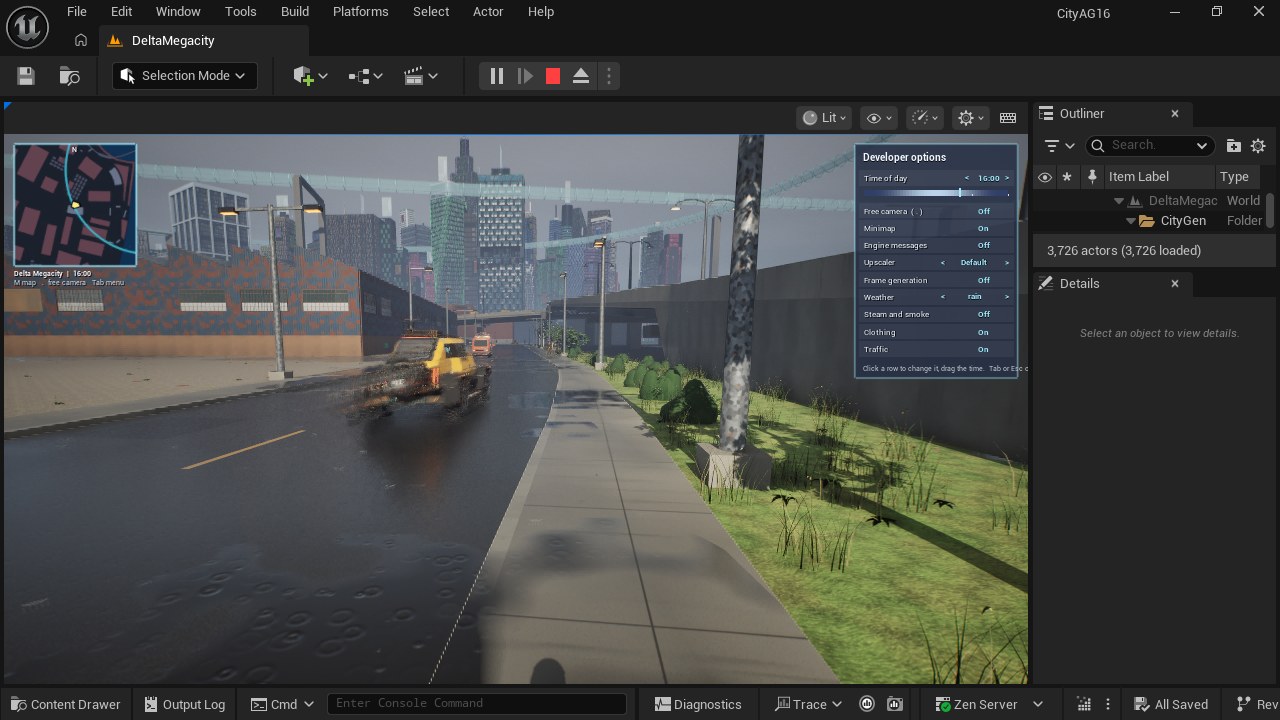 File Edit Window Tools Build Platforms Select Actor Help
CityAG16
DeltaMegacity
Selection Mode
Lit
Outliner
Search.
Item Label Type
DeltaMegac World
CityGen Folder
3,726 actors (3,726 loaded)
Details
Select an object to view details.
N
Delta Megacity | 16:00
M map . free camera Tab menu
Developer options
Time of day < 16:00 >
Free camera ( . ) Off
Minimap On
Engine messages Off
Upscaler < Default >
Frame generation Off
Weather < rain >
Steam and smoke Off
Clothing On
Traffic On
Click a row to change it, drag the time. Tab or Esc c
Content Drawer
Output Log
Cmd
Enter Console Command
Diagnostics
Trace
Zen Server
All Saved
Rev